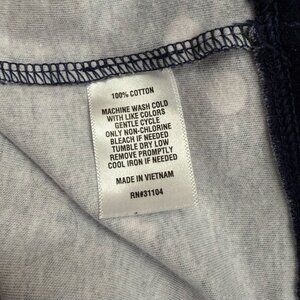 100% COTTON
MACHINE WASH COLD
WITH LIKE COLORS
GENTLE CYCLE
ONLY NON-CHLORINE
BLEACH IF NEEDED
TUMBLE DRY LOW
REMOVE PROMPTLY
COOL IRON IF NEEDED
MADE IN VIETNAM
RN#31104